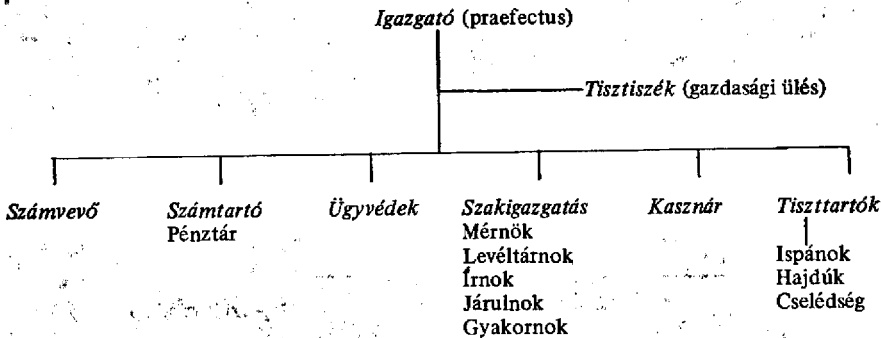 Igazgató (praefectus)
Tisztiszék (gazdasági ülés)
Számvevő
Számtartó
Pénztár
Ügyvédek
Szakigazgatás
Mérnök
Levéltárnok
Írnok
Járulnok
Gyakornok
Kasznár
Tiszttartók
Ispánok
Hajdúk
Cselédség